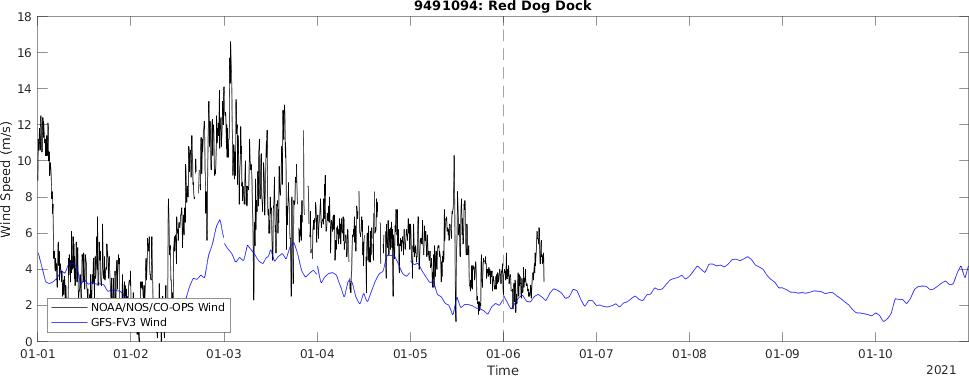 9491094: Red Dog Dock
Wind Speed (m/s)
18
16
14
12
10
8
6
4
2
0
NOAA/NOS/CO-OPS Wind
GFS-FV3 Wind
01-01 01-02 01-03 01-04 01-05 01-06 01-07 01-08 01-09 01-10
Time
2021